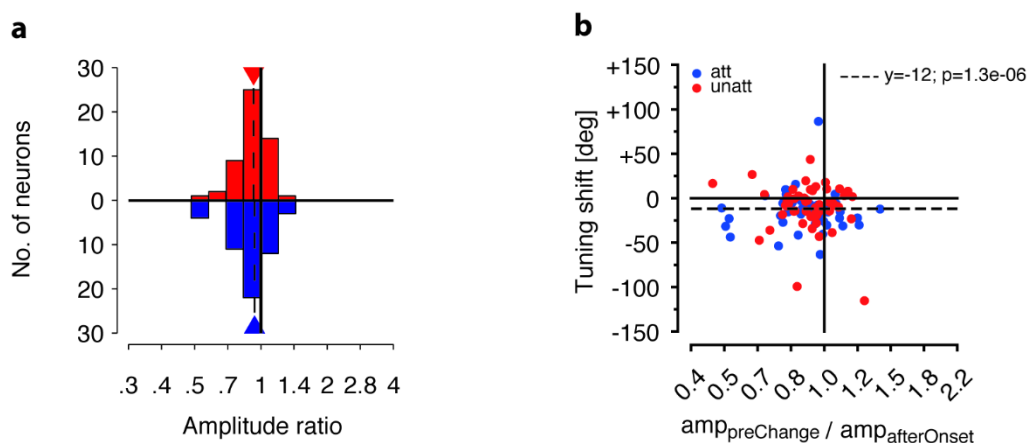 a
30
20
10
0
10
20
30
No. of neurons
.3 .4 .5 .7 1 1.4 2 2.8 4
Amplitude ratio
b
+150
+100
+50
0
-50
-100
-150
Tuning shift [deg]
att
unatt
y=-12; p=1.3e-06
0.4 0.5 0.7 0.8 1.0 1.2 1.5 1.8 2.2
amppreChange / ampafterOnset